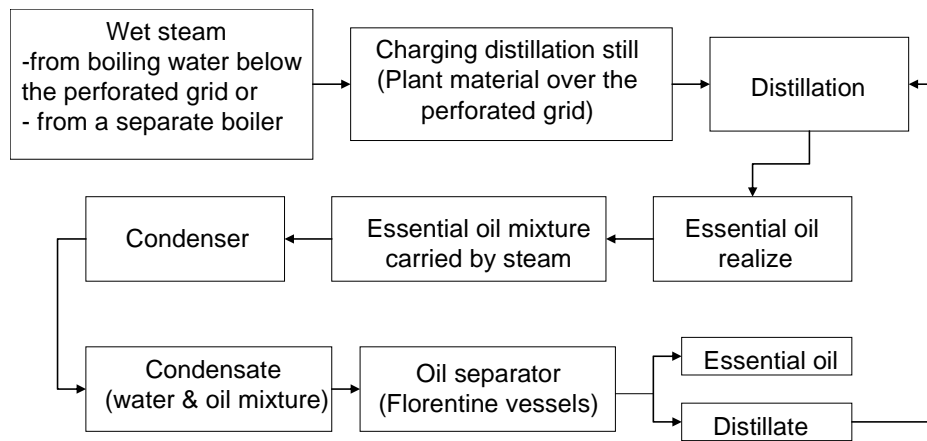 Wet steam
-from boiling water below
the perforated grid or
- from a separate boiler
Charging distillation still
(Plant material over the
perforated grid)
Distillation
Condenser
Essential oil mixture
carried by steam
Essential oil
realize
Condensate
(water & oil mixture)
Oil separator
(Florentine vessels)
Essential oil
Distillate